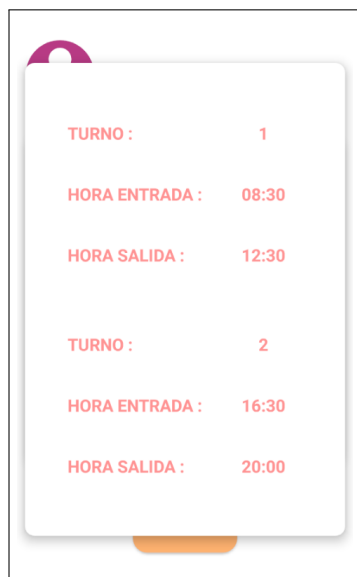 TURNO : 1
HORA ENTRADA : 08:30
HORA SALIDA : 12:30
TURNO : 2
HORA ENTRADA : 16:30
HORA SALIDA : 20:00